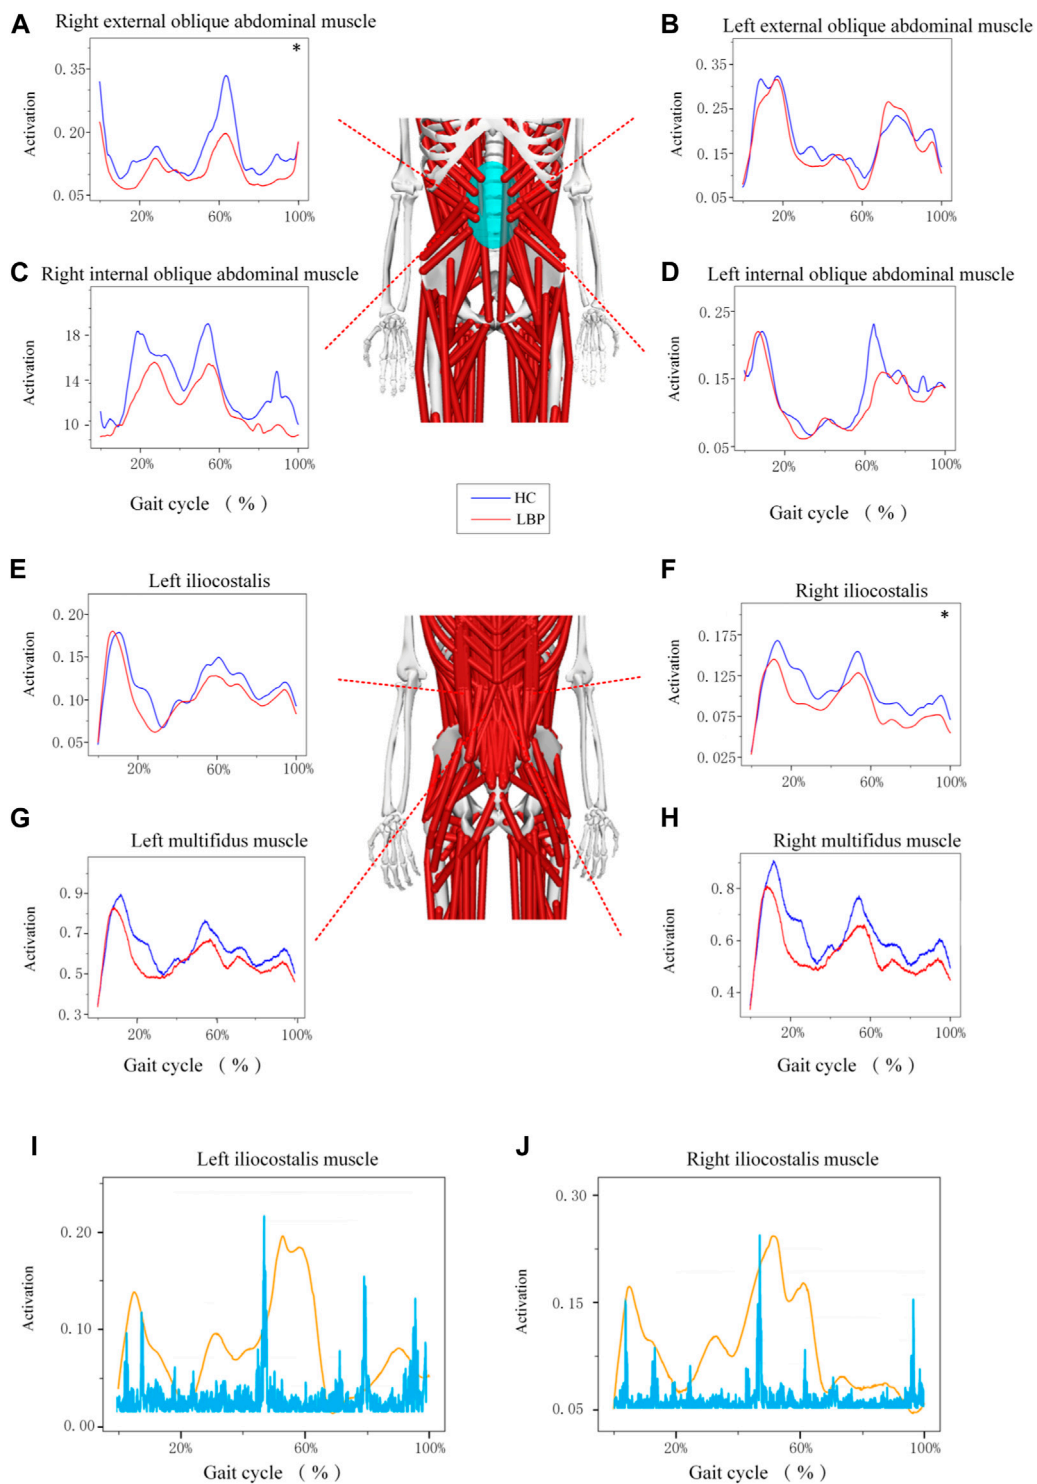 A Right external oblique abdominal muscle
*
Activation
0.35
0.20
0.05
20% 60% 100%
B Left external oblique abdominal muscle
Activation
0.35
0.25
0.15
0.05
20% 60% 100%
C Right internal oblique abdominal muscle
Activation
18
14
10
20% 60% 100%
Gait cycle ( % )
D Left internal oblique abdominal muscle
Activation
0.25
0.15
0.05
20% 60% 100%
Gait cycle ( % )
HC
LBP
E Left iliocostalis
Activation
0.20
0.15
0.10
0.05
20% 60% 100%
F Right iliocostalis
*
Activation
0.175
0.125
0.075
0.025
20% 60% 100%
G Left multifidus muscle
Activation
0.9
0.7
0.5
0.3
20% 60% 100%
Gait cycle ( % )
H Right multifidus muscle
Activation
0.8
0.6
0.4
20% 60% 100%
Gait cycle ( % )
I Left iliocostalis muscle
Activation
0.20
0.10
0.00
20% 60% 100%
Gait cycle ( % )
J Right iliocostalis muscle
Activation
0.30
0.15
0.05
20% 60% 100%
Gait cycle ( % )